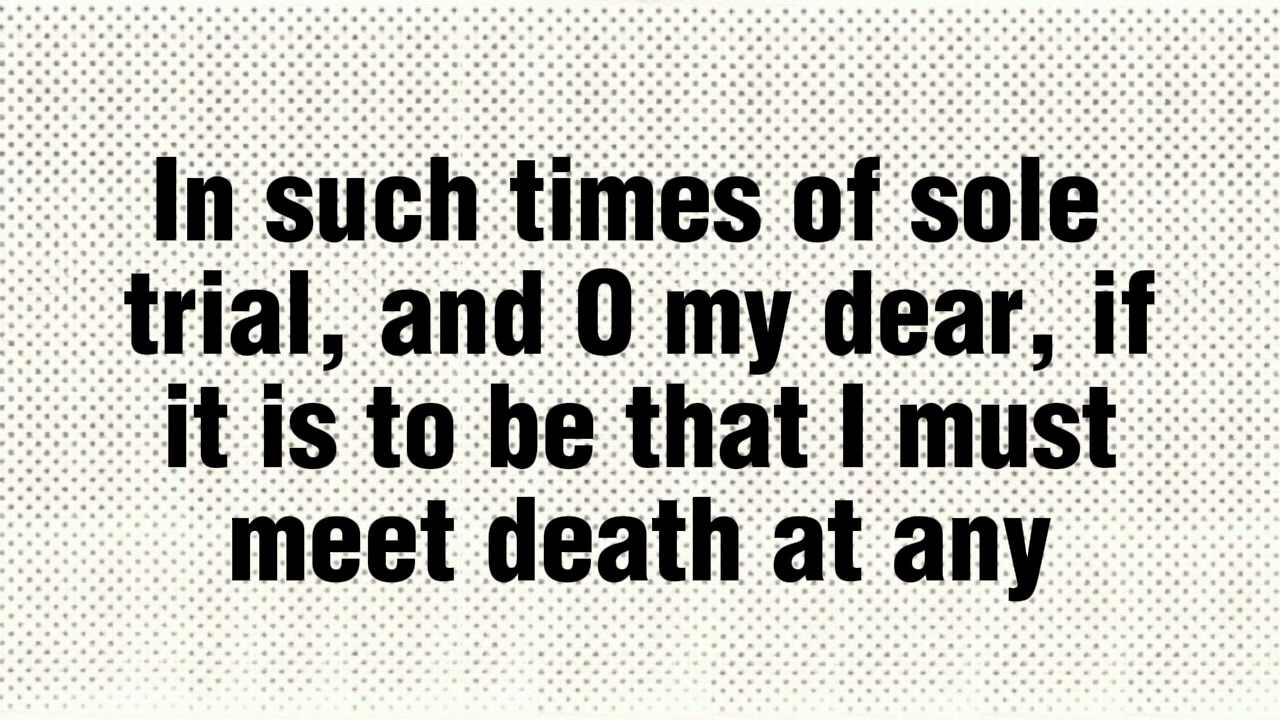 In such times of sole
trial, and O my dear, if
it is to be that I must
meet death at any